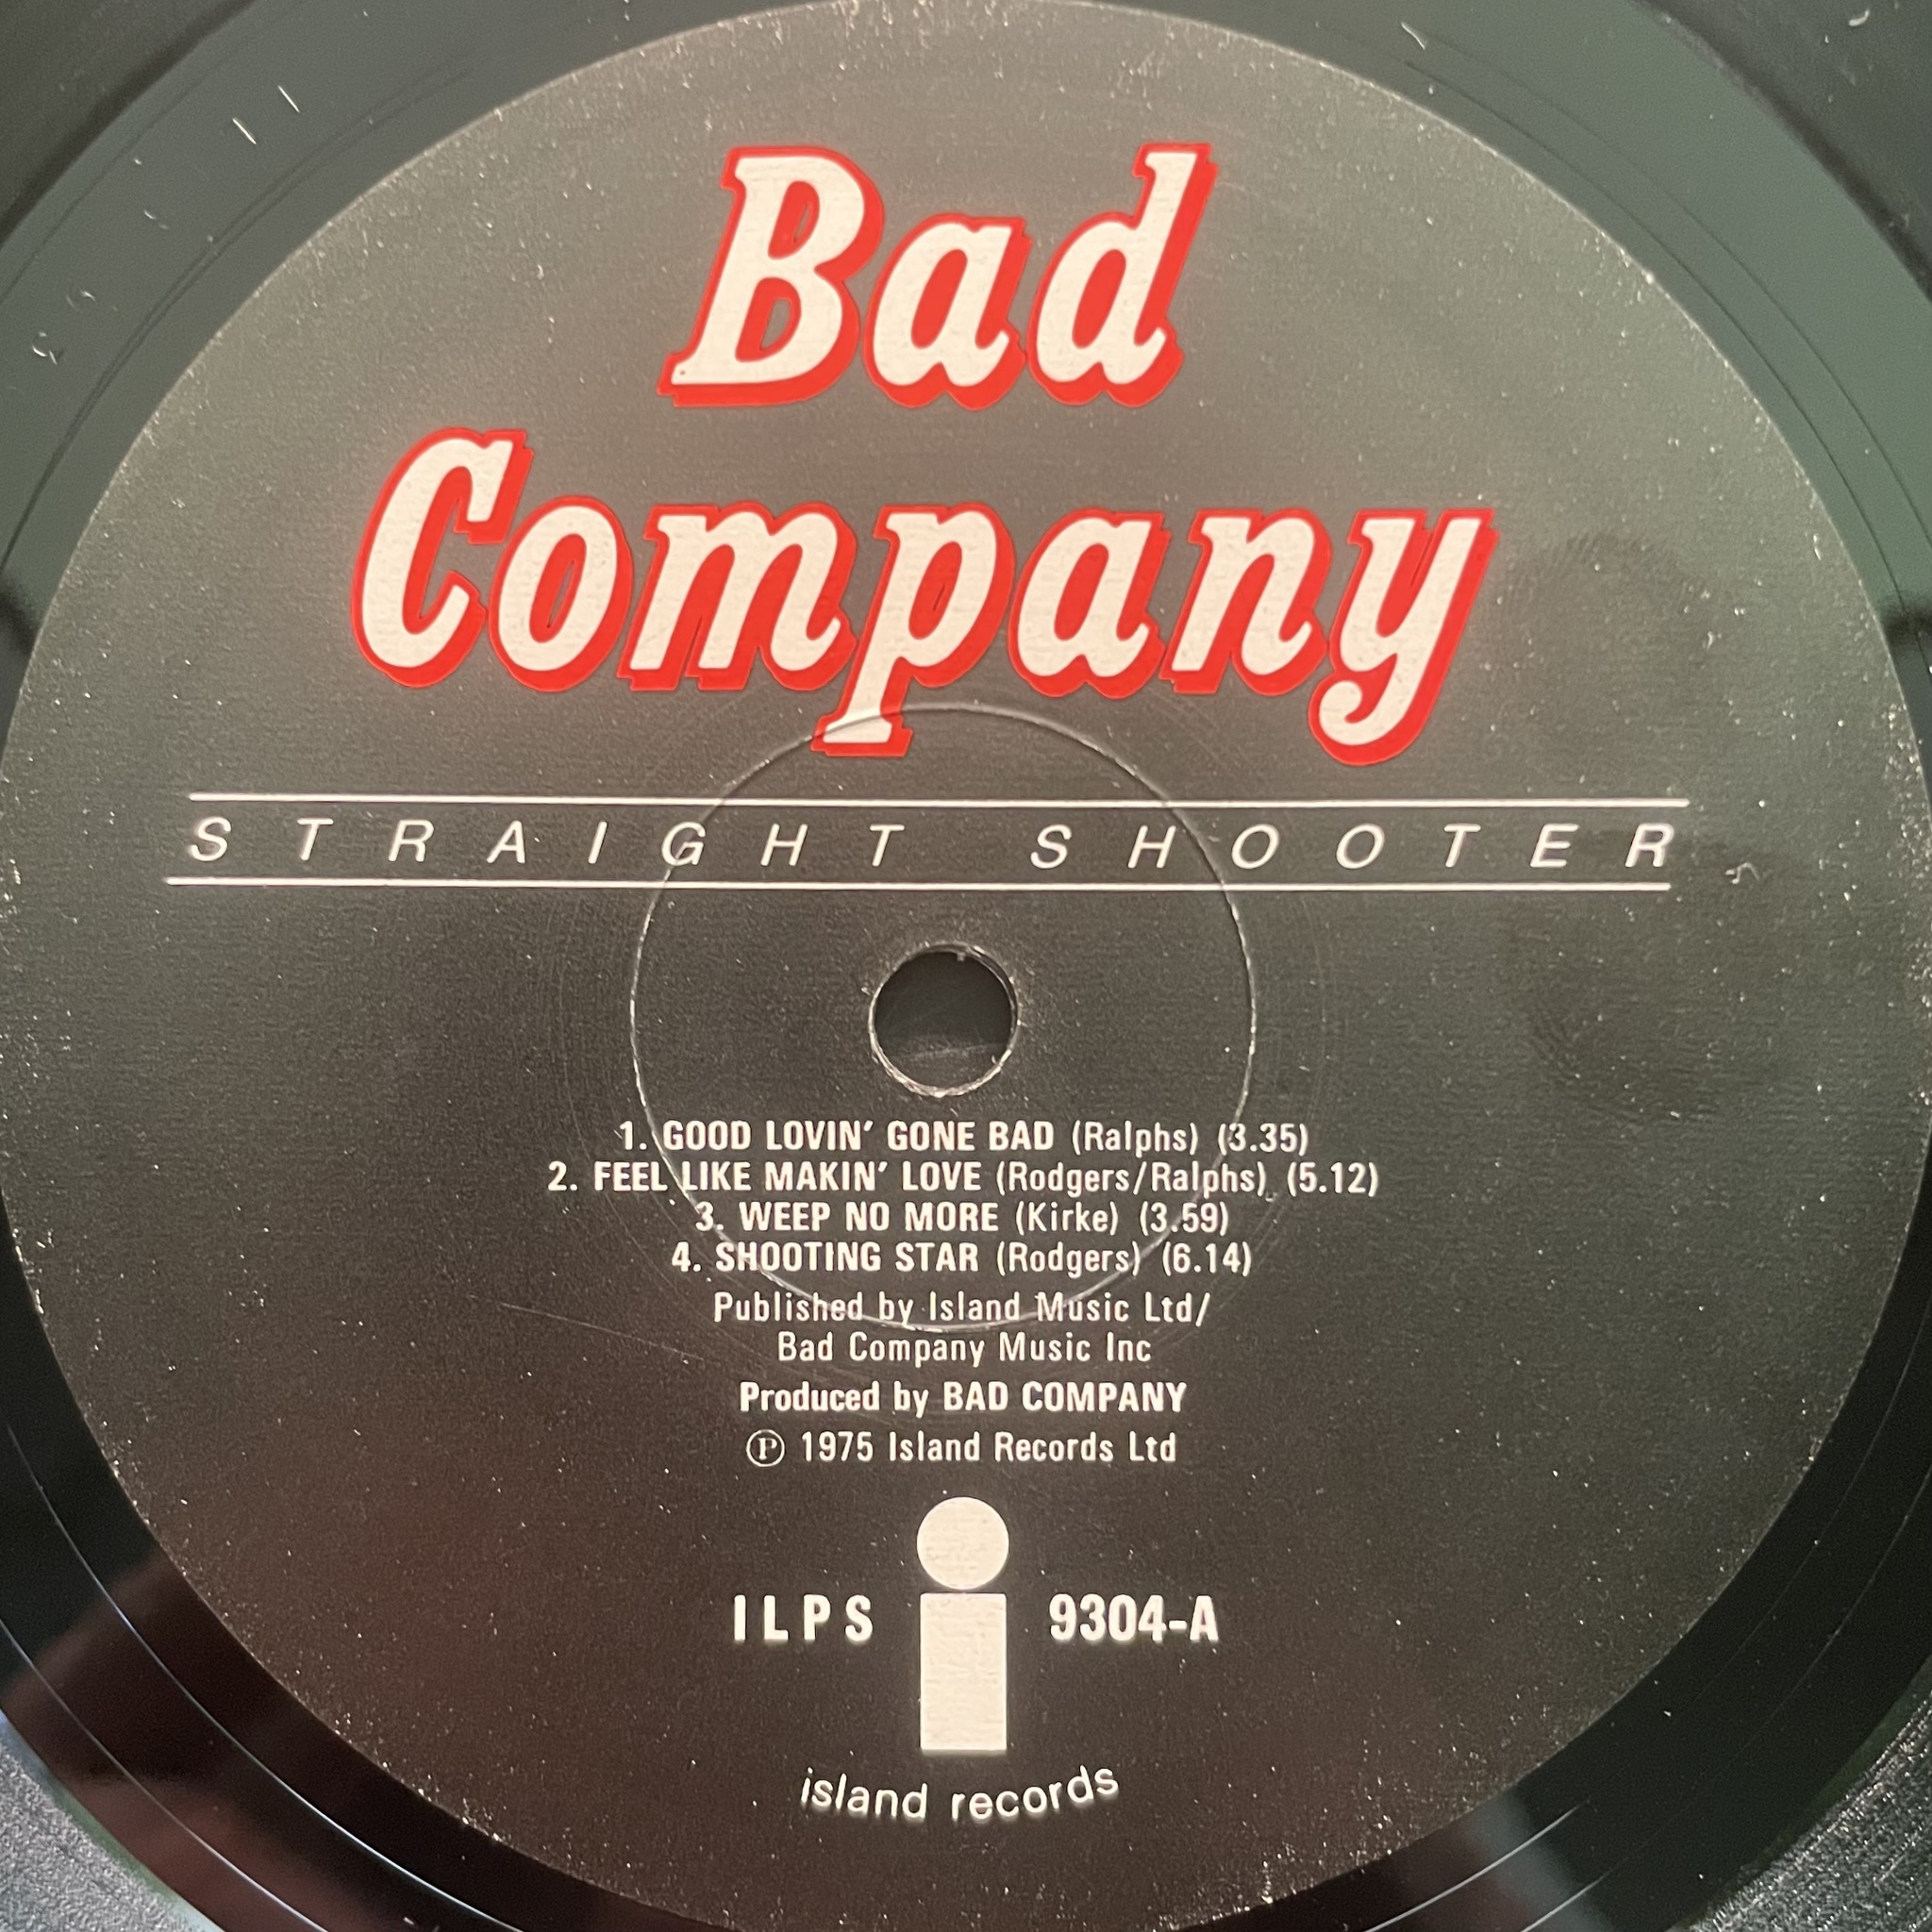 Bad
Company
STRAIGHT SHOOTER
1. GOOD LOVIN' GONE BAD (Ralphs) (3.35)
2. FEEL LIKE MAKIN' LOVE (Rodgers/Ralphs) (5.12)
3. WEEP NO MORE (Kirke) (3.59)
4. SHOOTING STAR (Rodgers) (6.14)
Published by Island Music Ltd/
Bad Company Music Inc
Produced by BAD COMPANY
Ⓟ 1975 Island Records Ltd
ILPS i 9304-A
island records